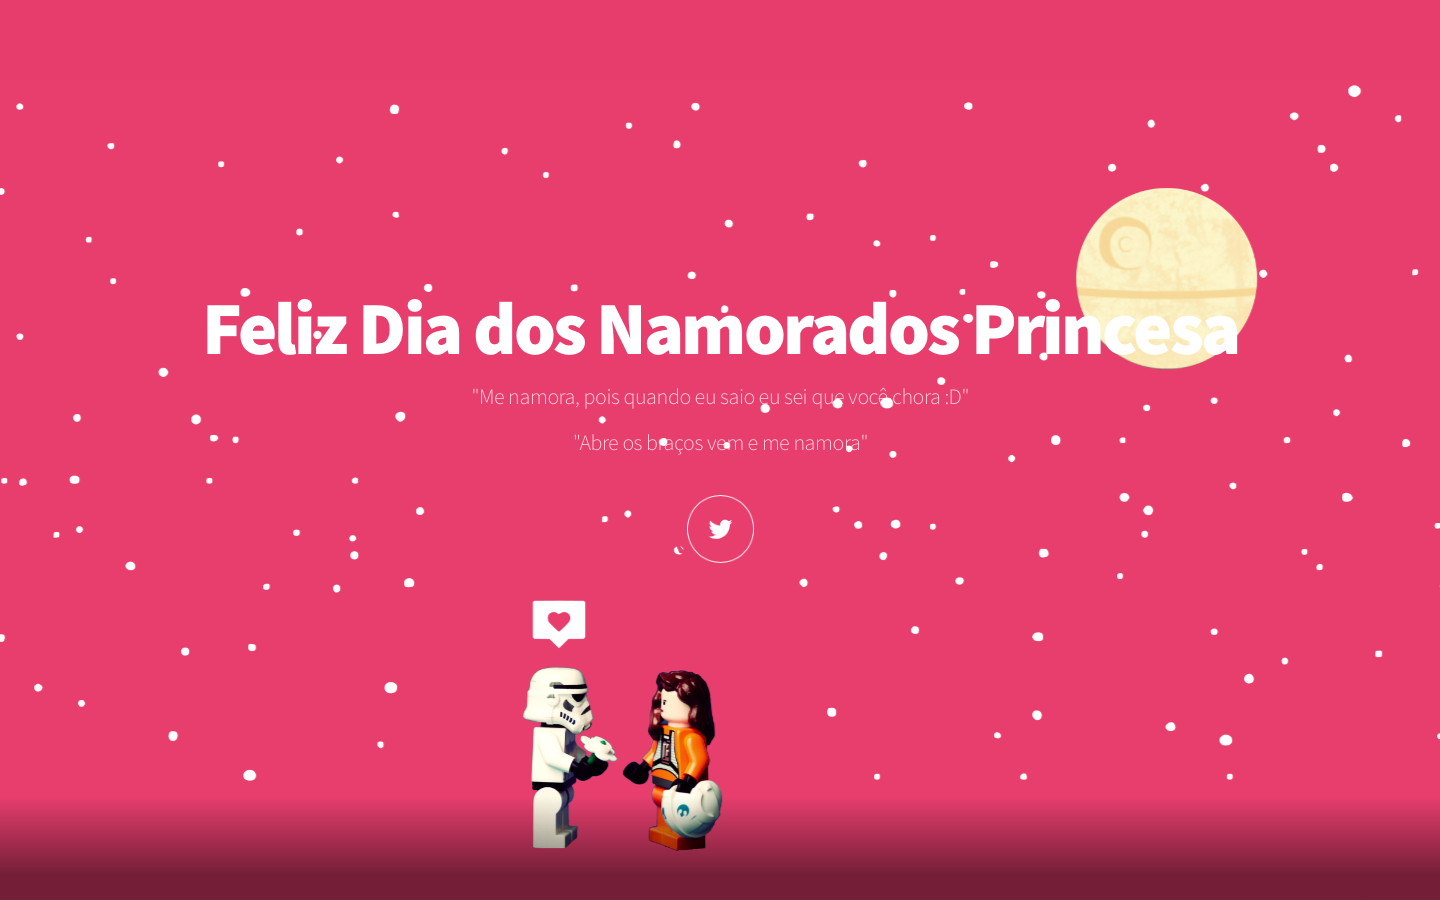 Feliz Dia dos Namorados Princesa
"Me namora, pois quando eu saio eu sei que você chora :D"
"Abre os braços vem e me namora"